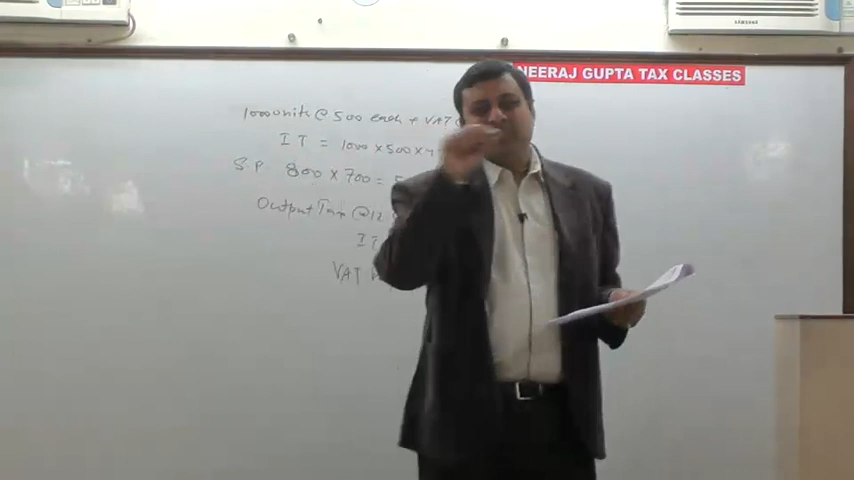 SAMSUNG
NEERAJ GUPTA TAX CLASSES
1000 units @ 500 each + VAT
IT = 1000 x 500 x
S.P 800 x 700 =
Output Tax @ 12
IT
VAT